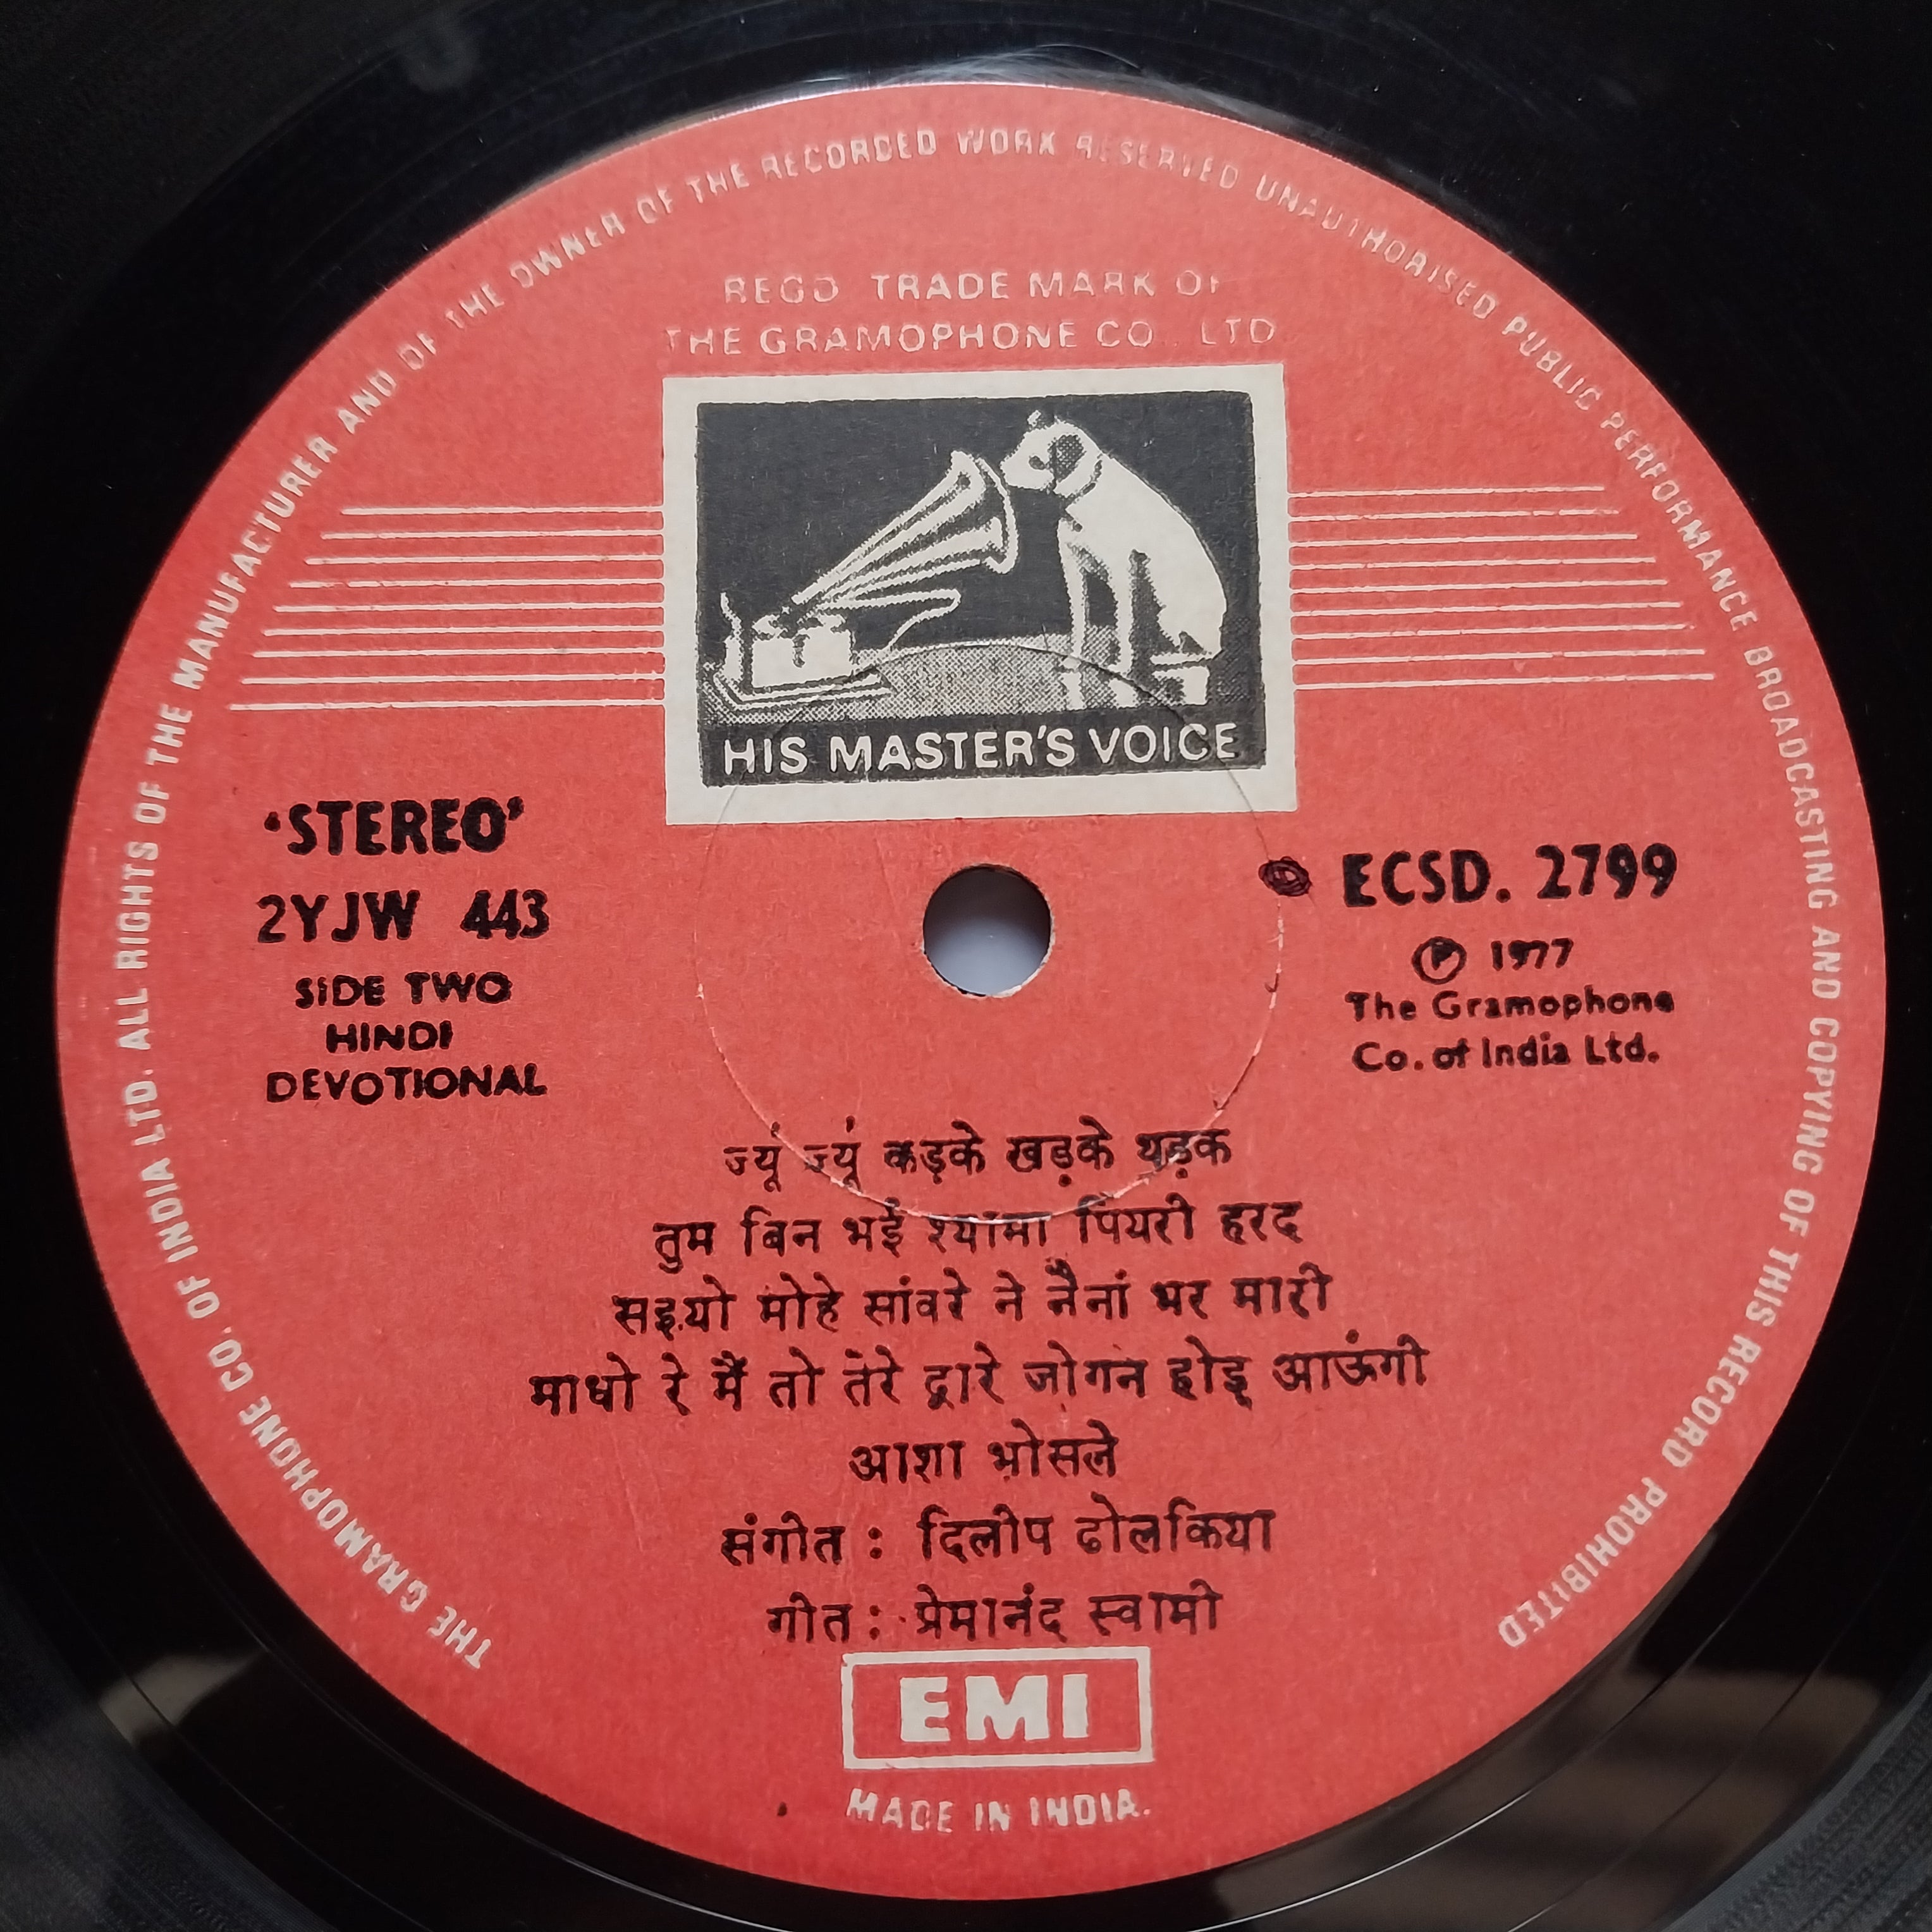 THE GRAMOPHONE CO. OF INDIA LTD. ALL RIGHTS OF THE MANUFACTURER AND OF THE OWNER OF THE RECORDED WORK RESERVED UNAUTHORISED PUBLIC PERFORMANCE BROADCASTING AND COPYING OF THIS RECORD PROHIBITED
REGD TRADE MARK OF
THE GRAMOPHONE CO. LTD
HIS MASTER'S VOICE
'STEREO'
2YJW 443
SIDE TWO
HINDI
DEVOTIONAL
ECSD. 2799
Ⓟ 1977
The Gramophone
Co. of India Ltd.
ज्यूं ज्यूं कड़के खड़के थड़क
तुम बिन भई श्यामा पियरी हरद
सइयो मोहे सांवरे ने नैनां भर मारी
माधो रे मैं तो तेरे द्वारे जोगन होइ आऊंगी
आशा भोसले
संगीत : दिलीप ढोलकिया
गीत : प्रेमानंद स्वामी
EMI
MADE IN INDIA.